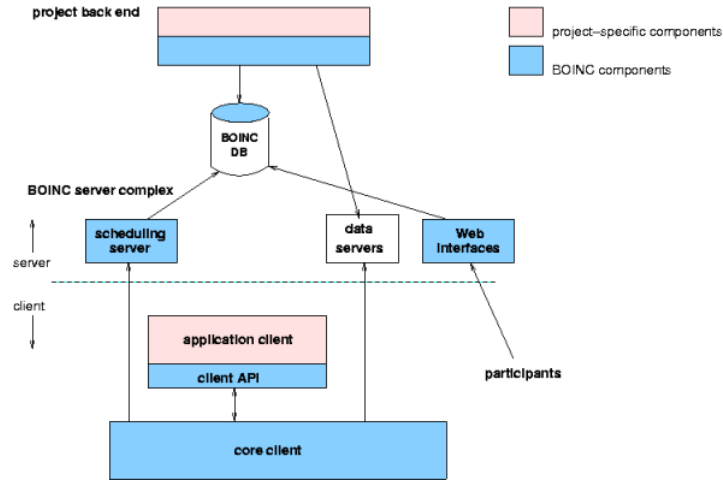 project back end
project–specific components
BOINC components
BOINC
DB
BOINC server complex
scheduling
server
data
servers
Web
interfaces
server
client
application client
client API
participants
core client